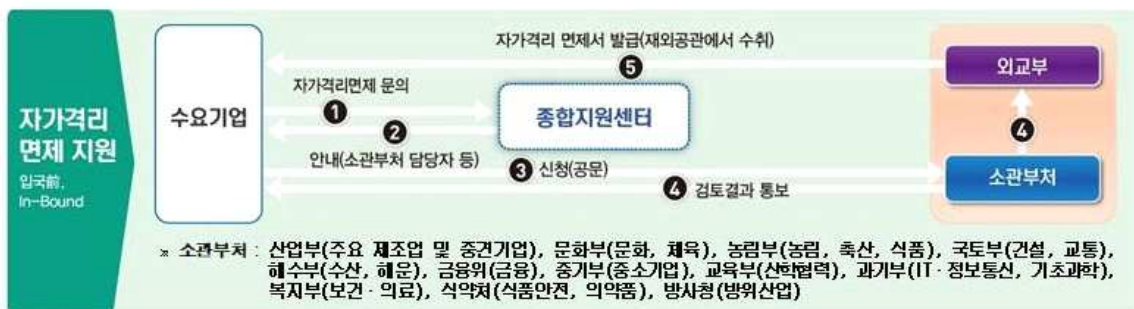 자가격리
면제 지원
입국前,
In-Bound
수요기업
자가격리 면제서 발급(재외공관에서 수취)
5
자가격리면제 문의
1
2
안내(소관부처 담당자 등)
종합지원센터
3 신청(공문)
4 검토결과 통보
외교부
4
소관부처
※ 소관부처 : 산업부(주요 제조업 및 중견기업), 문화부(문화, 체육), 농림부(농림, 축산, 식품), 국토부(건설, 교통),
해수부(수산, 해운), 금융위(금융), 중기부(중소기업), 교육부(산학협력), 과기부(IT·정보통신, 기초과학),
복지부(보건·의료), 식약처(식품안전, 의약품), 방사청(방위산업)